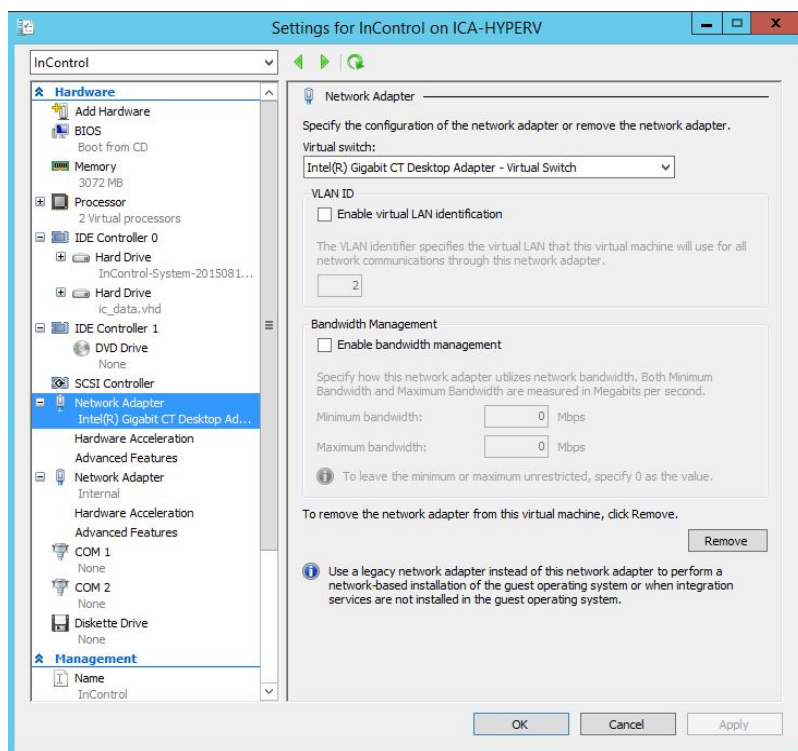 Settings for InControl on ICA-HYPERV
InControl
Hardware
Add Hardware
BIOS
Boot from CD
Memory
3072 MB
Processor
2 Virtual processors
IDE Controller 0
Hard Drive
InControl-System-2015081...
Hard Drive
ic_data.vhd
IDE Controller 1
DVD Drive
None
SCSI Controller
Network Adapter
Intel(R) Gigabit CT Desktop Ad...
Hardware Acceleration
Advanced Features
Network Adapter
Internal
Hardware Acceleration
Advanced Features
COM 1
None
COM 2
None
Diskette Drive
None
Management
Name
InControl
Network Adapter
Specify the configuration of the network adapter or remove the network adapter.
Virtual switch:
Intel(R) Gigabit CT Desktop Adapter - Virtual Switch
VLAN ID
Enable virtual LAN identification
The VLAN identifier specifies the virtual LAN that this virtual machine will use for all
network communications through this network adapter.
2
Bandwidth Management
Enable bandwidth management
Specify how this network adapter utilizes network bandwidth. Both Minimum
Bandwidth and Maximum Bandwidth are measured in Megabits per second.
Minimum bandwidth: 0 Mbps
Maximum bandwidth: 0 Mbps
To leave the minimum or maximum unrestricted, specify 0 as the value.
To remove the network adapter from this virtual machine, click Remove.
Remove
Use a legacy network adapter instead of this network adapter to perform a
network-based installation of the guest operating system or when integration
services are not installed in the guest operating system.
OK Cancel Apply